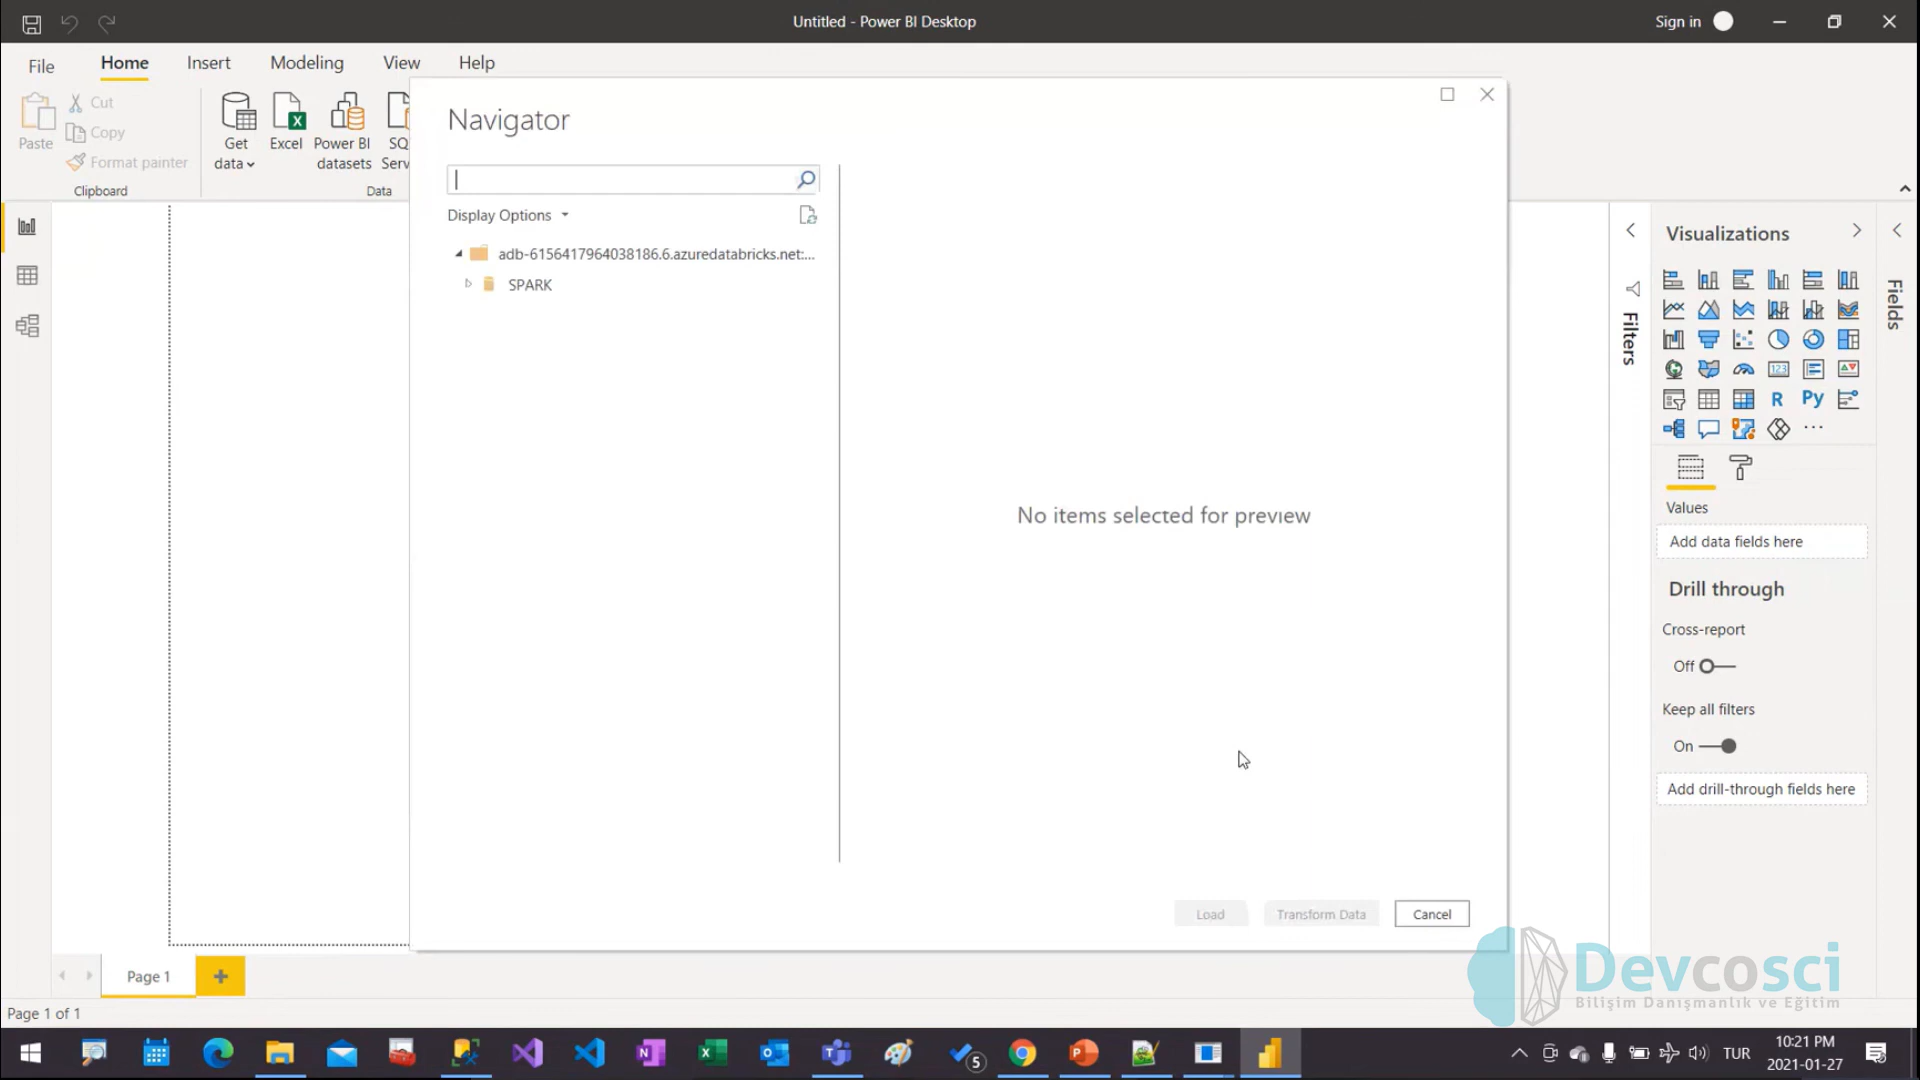 Untitled - Power BI Desktop
Sign in
File
Home
Insert
Modeling
View
Help
Paste
Cut
Copy
Format painter
Clipboard
Get
data
Excel
Power BI
datasets
SQ
Serv
Data
Navigator
Display Options
adb-6156417964038186.6.azuredatabricks.net:...
SPARK
No items selected for preview
Load
Transform Data
Cancel
Filters
Visualizations
Fields
123
R
Py
...
Values
Add data fields here
Drill through
Cross-report
Off
Keep all filters
On
Add drill-through fields here
Page 1
+
Page 1 of 1
Devcosci
Bilişim Danışmanlık ve Eğitim
5
TUR
10:21 PM
2021-01-27